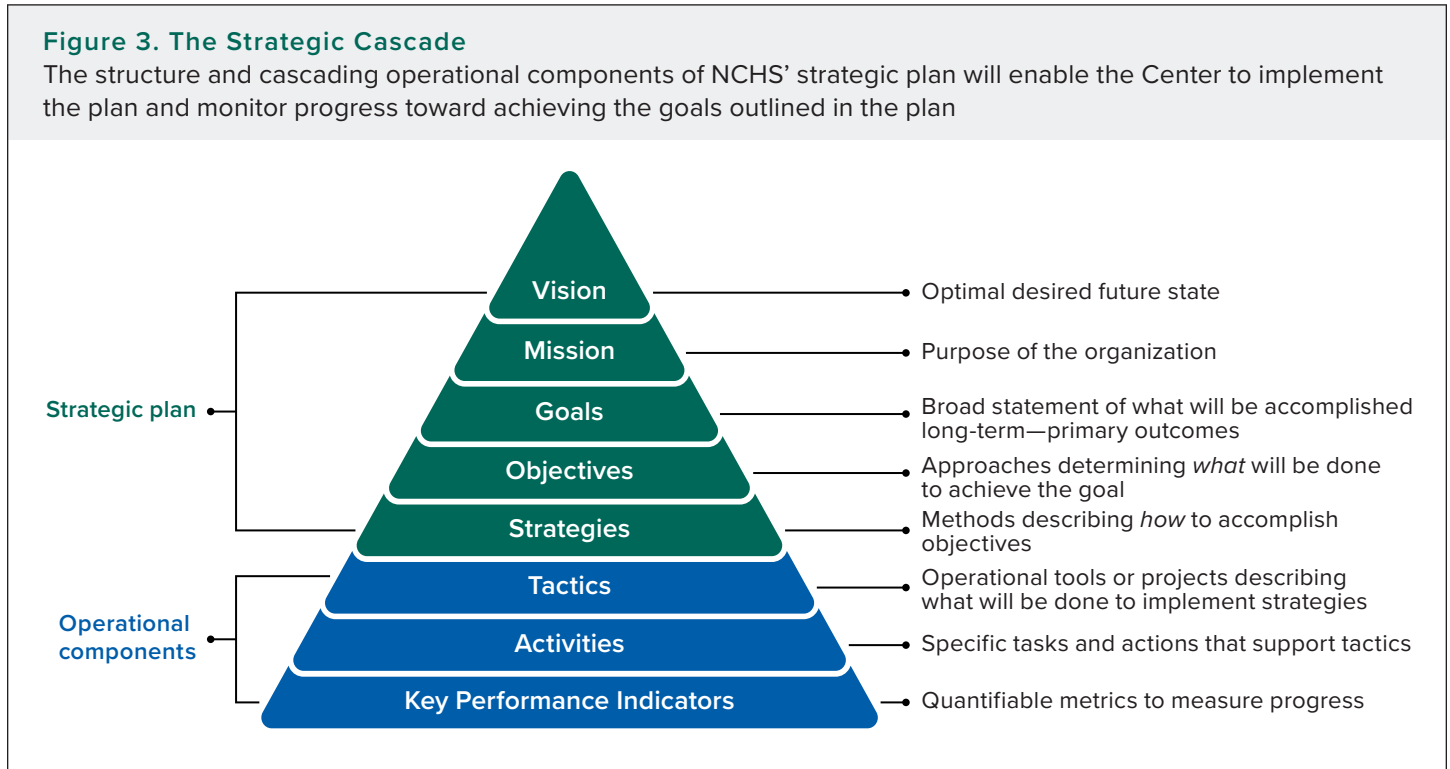 Figure 3. The Strategic Cascade
The structure and cascading operational components of NCHS’ strategic plan will enable the Center to implement
the plan and monitor progress toward achieving the goals outlined in the plan
Strategic plan
Operational
components
Vision
Mission
Goals
Objectives
Strategies
Tactics
Activities
Key Performance Indicators
Optimal desired future state
Purpose of the organization
Broad statement of what will be accomplished
long-term—primary outcomes
Approaches determining what will be done
to achieve the goal
Methods describing how to accomplish
objectives
Operational tools or projects describing
what will be done to implement strategies
Specific tasks and actions that support tactics
Quantifiable metrics to measure progress